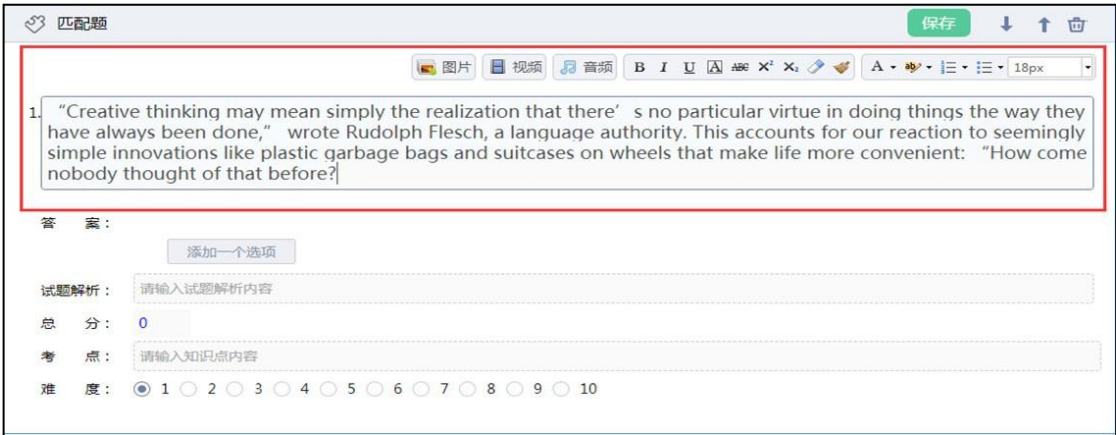 匹配题 保存
图片 视频 音频 B I U A ABC X² X₂ A ab 18px
1. “Creative thinking may mean simply the realization that there’ s no particular virtue in doing things the way they
have always been done,” wrote Rudolph Flesch, a language authority. This accounts for our reaction to seemingly
simple innovations like plastic garbage bags and suitcases on wheels that make life more convenient: “How come
nobody thought of that before?
答 案：
添加一个选项
试题解析： 请输入试题解析内容
总 分： 0
考 点： 请输入知识点内容
难 度： 1 2 3 4 5 6 7 8 9 10